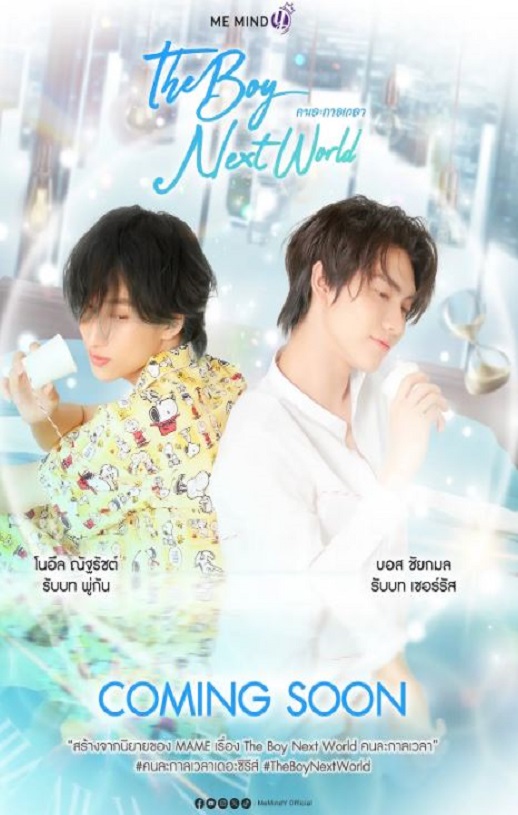 ME MIND Y
The Boy
คนละกาลเวลา
Next World
โนอึล ณัฐรัชต์
รับบท พู่กัน
บอส ชัยกมล
รับบท เซอร์รัส
COMING SOON
“สร้างจากนิยายของ MAME เรื่อง The Boy Next World คนละกาลเวลา”
#คนละกาลเวลาเดอะซีรีส์ #TheBoyNextWorld
: MeMindY Official